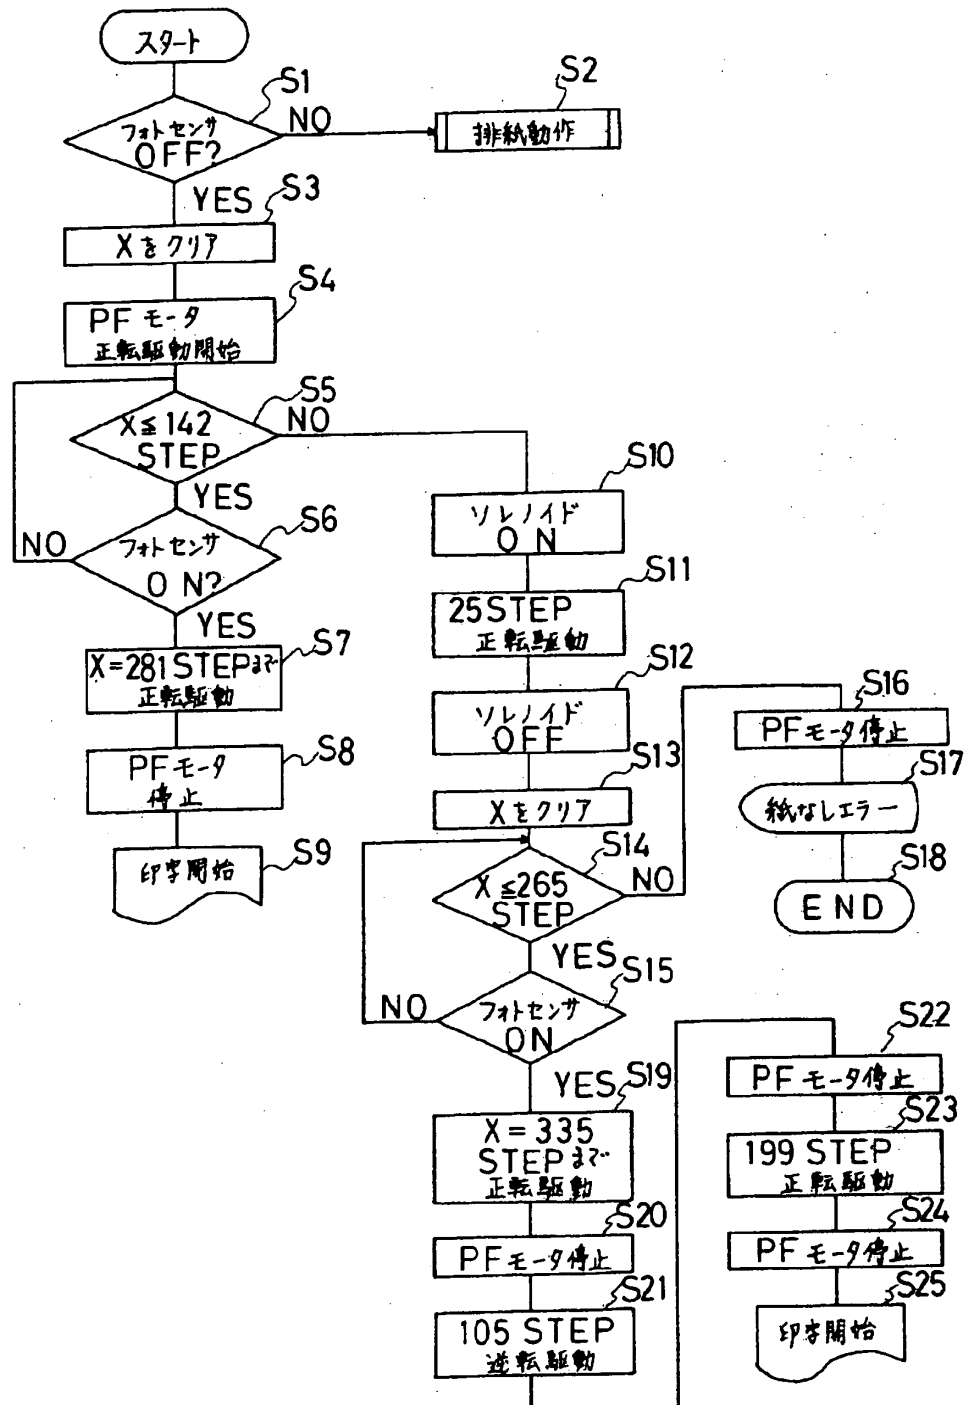 スタート
S1
フォトセンサ
OFF?
NO
S2
排紙動作
YES
S3
Xをクリア
S4
PFモータ
正転駆動開始
S5
X≦142
STEP
NO
YES
S6
フォトセンサ
ON?
NO
YES
S7
X=281STEPまで
正転駆動
S8
PFモータ
停止
S9
印字開始
S10
ソレノイド
ON
S11
25STEP
正転駆動
S12
ソレノイド
OFF
S13
Xをクリア
S14
X≦265
STEP
NO
YES
S15
フォトセンサ
ON
NO
YES
S16
PFモータ停止
S17
紙なしエラー
S18
END
S19
X=335
STEPまで
正転駆動
S20
PFモータ停止
S21
105 STEP
逆転駆動
S22
PFモータ停止
S23
199 STEP
正転駆動
S24
PFモータ停止
S25
印字開始